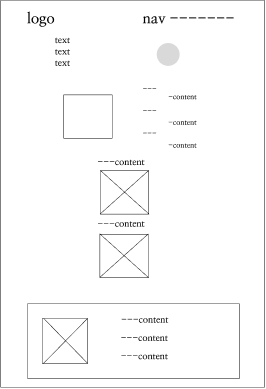 logo
nav -------
text
text
text
---
-content
---
-content
---
-content
---content
---content
---content
---content
---content